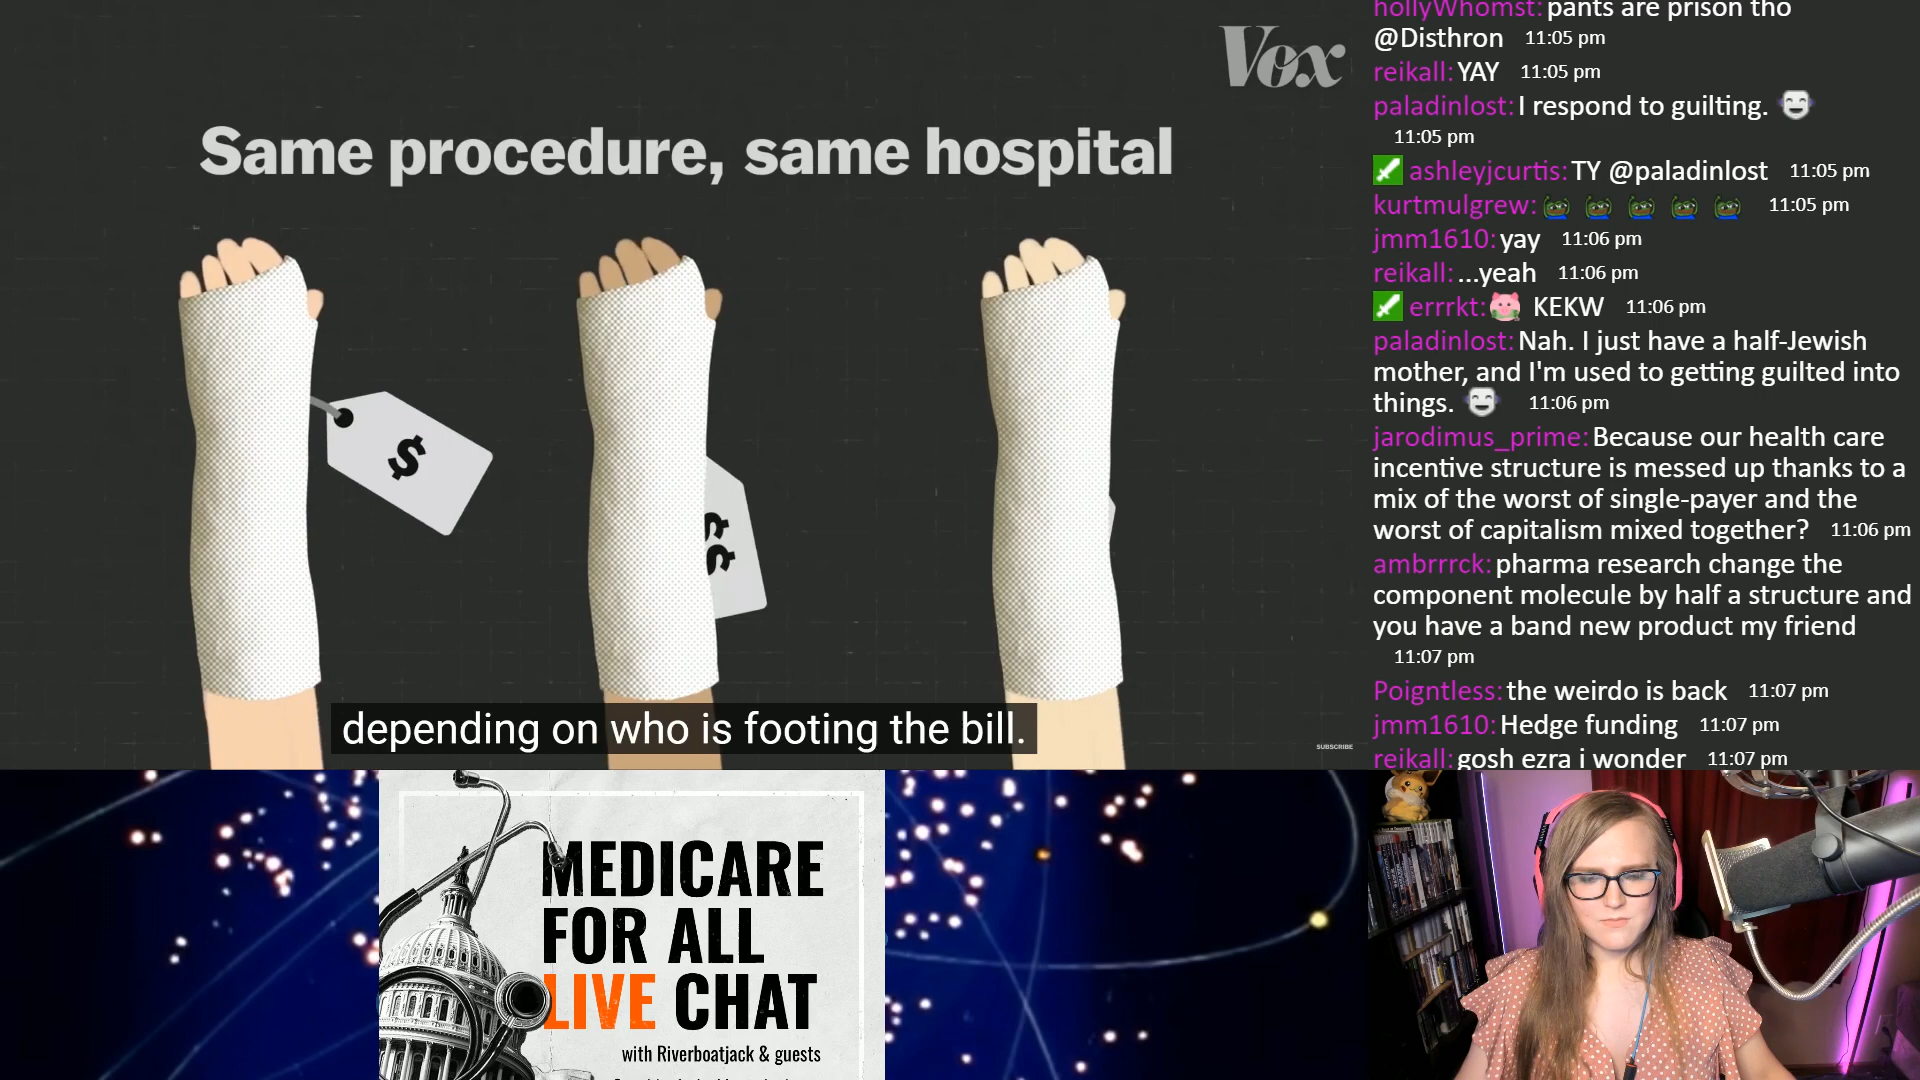 Vox
Same procedure, same hospital
$
$
depending on who is footing the bill.
SUBSCRIBE
hollyWhomst: pants are prison tho
@Disthron 11:05 pm
reikall: YAY 11:05 pm
paladinlost: I respond to guilting.
11:05 pm
ashleyjcurtis: TY @paladinlost 11:05 pm
kurtmulgrew: 11:05 pm
jmm1610: yay 11:06 pm
reikall: ...yeah 11:06 pm
errrkt: KEKW 11:06 pm
paladinlost: Nah. I just have a half-Jewish
mother, and I'm used to getting guilted into
things. 11:06 pm
jarodimus_prime: Because our health care
incentive structure is messed up thanks to a
mix of the worst of single-payer and the
worst of capitalism mixed together? 11:06 pm
ambrrrck: pharma research change the
component molecule by half a structure and
you have a band new product my friend
11:07 pm
Poigntless: the weirdo is back 11:07 pm
jmm1610: Hedge funding 11:07 pm
reikall: gosh ezra i wonder 11:07 pm
MEDICARE
FOR ALL
LIVE CHAT
with Riverboatjack & guests